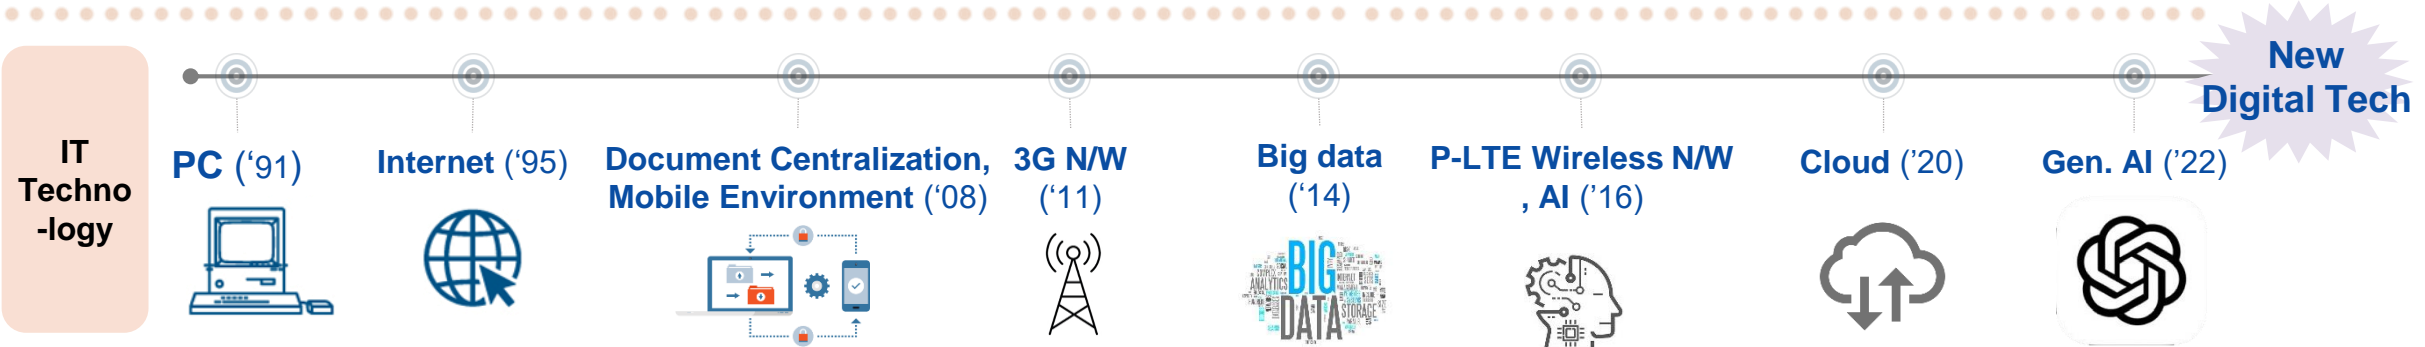 New
Digital Tech
IT
Techno
-logy
PC (‘91)
Internet (’95)
Document Centralization,
Mobile Environment (‘08)
3G N/W
(‘11)
Big data
(‘14)
P-LTE Wireless N/W
, AI (’16)
Cloud (’20)
Gen. AI (’22)
BIG
DATA
ANALYTICS
STORAGE